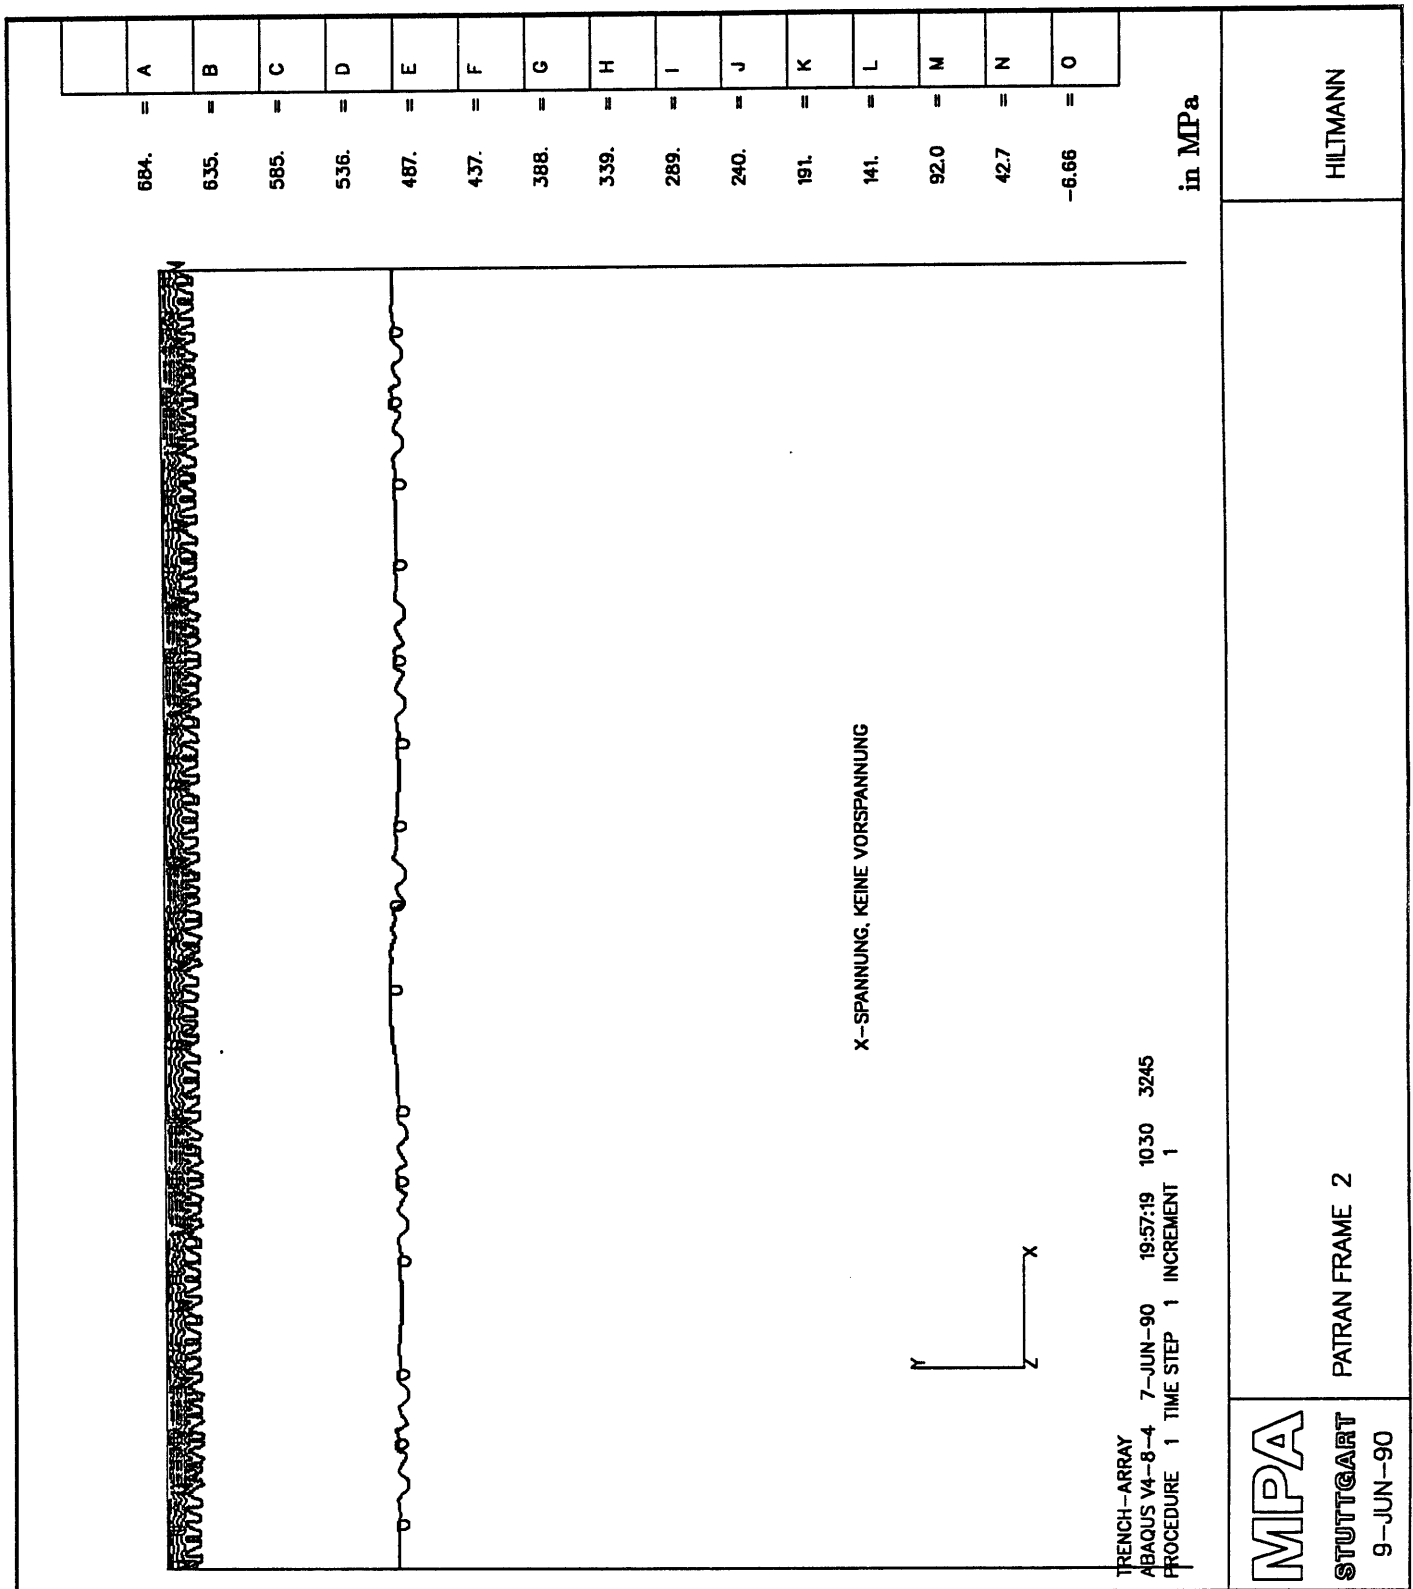 A = 684.
B = 635.
C = 585.
D = 536.
E = 487.
F = 437.
G = 388.
H = 339.
I = 289.
J = 240.
K = 191.
L = 141.
M = 92.0
N = 42.7
O = -6.66
in MPa
N
X-SPANNUNG, KEINE VORSPANNUNG
Y
Z X
TRENCH-ARRAY
ABAQUS V4-8-4 7-JUN-90 19:57:19 1030 3245
PROCEDURE 1 TIME STEP 1 INCREMENT 1
MPA
STUTTGART
9-JUN-90
PATRAN FRAME 2
HILTMANN